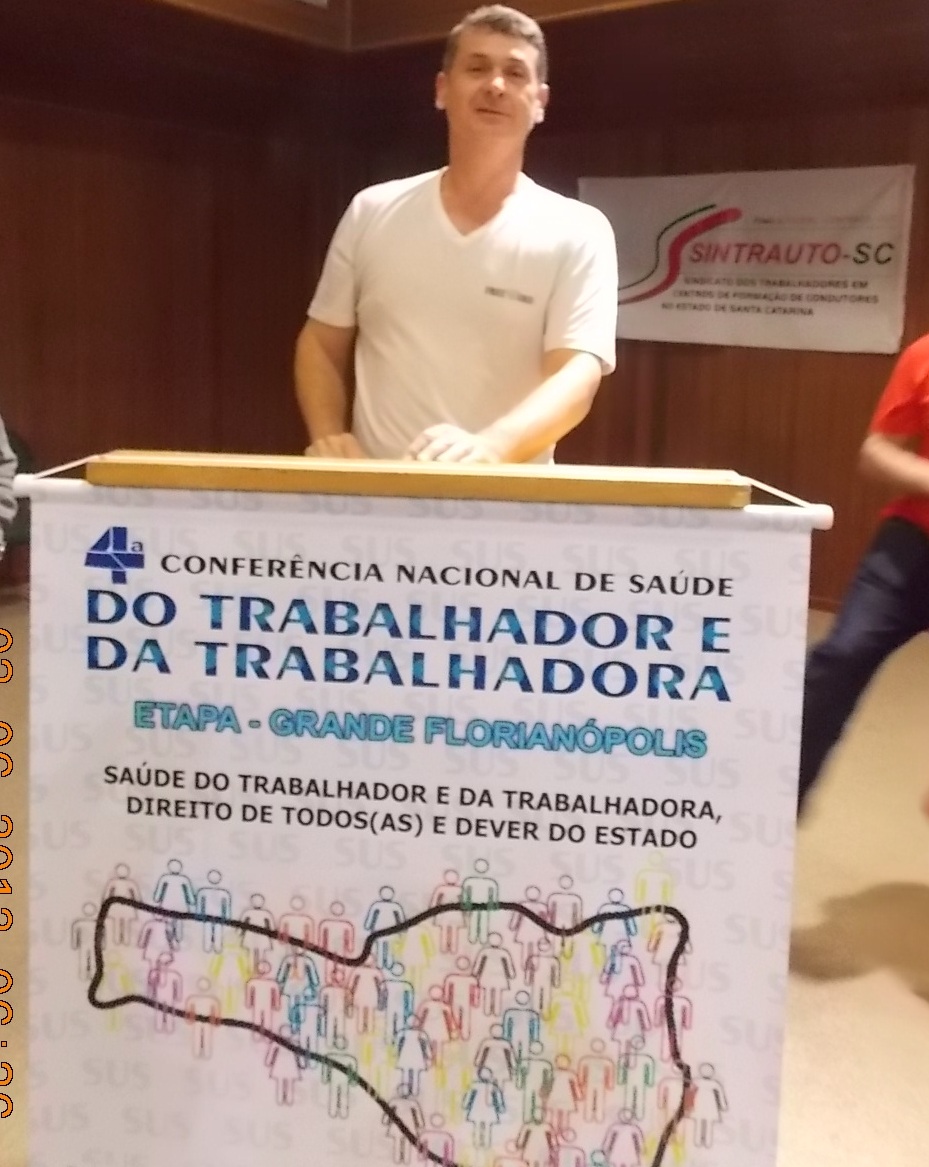 SINTRAUTO-SC
SINDICATO DOS TRABALHADORES EM
CENTROS DE FORMAÇÃO DE CONDUTORES
NO ESTADO DE SANTA CATARINA
4ª CONFERÊNCIA NACIONAL DE SAÚDE
DO TRABALHADOR E
DA TRABALHADORA
ETAPA - GRANDE FLORIANÓPOLIS
SAÚDE DO TRABALHADOR E DA TRABALHADORA,
DIREITO DE TODOS(AS) E DEVER DO ESTADO